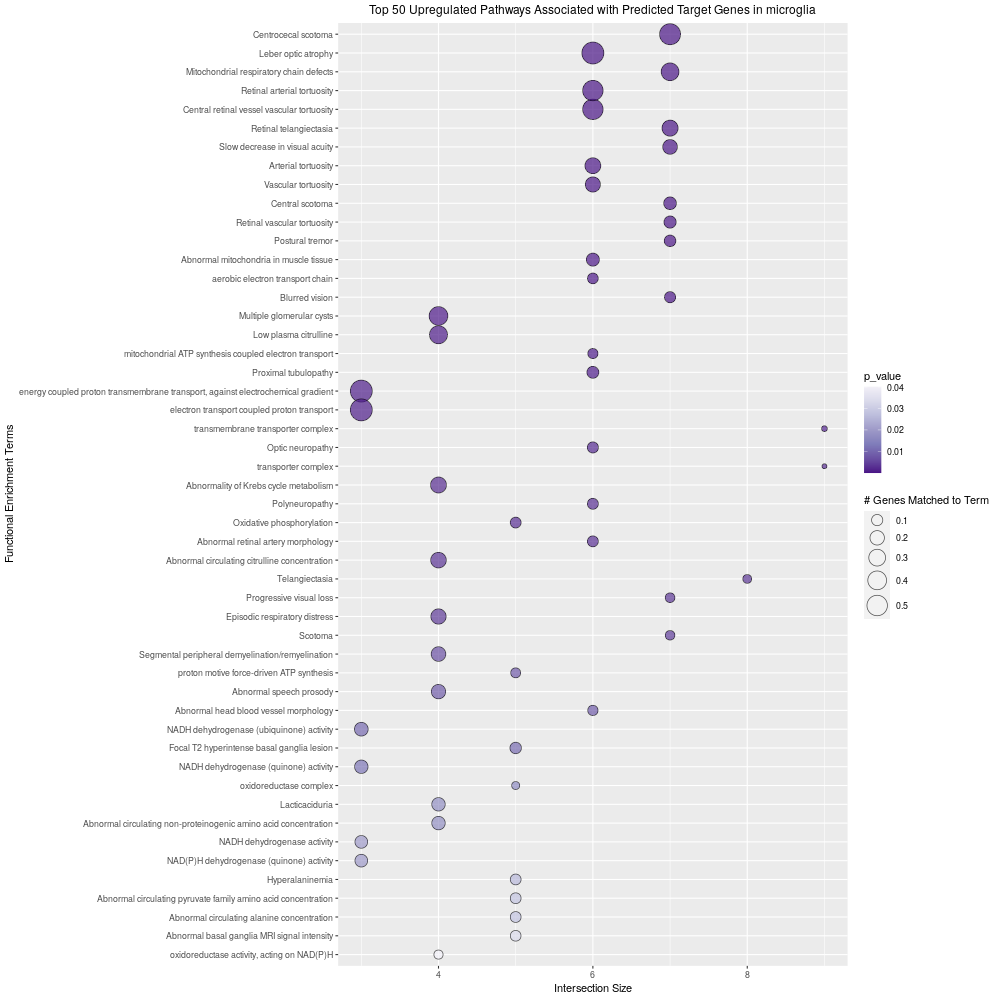 Top 50 Upregulated Pathways Associated with Predicted Target Genes in microglia
Functional Enrichment Terms
Centrocecal scotoma
Leber optic atrophy
Mitochondrial respiratory chain defects
Retinal arterial tortuosity
Central retinal vessel vascular tortuosity
Retinal telangiectasia
Slow decrease in visual acuity
Arterial tortuosity
Vascular tortuosity
Central scotoma
Retinal vascular tortuosity
Postural tremor
Abnormal mitochondria in muscle tissue
aerobic electron transport chain
Blurred vision
Multiple glomerular cysts
Low plasma citrulline
mitochondrial ATP synthesis coupled electron transport
Proximal tubulopathy
energy coupled proton transmembrane transport, against electrochemical gradient
electron transport coupled proton transport
transmembrane transporter complex
Optic neuropathy
transporter complex
Abnormality of Krebs cycle metabolism
Polyneuropathy
Oxidative phosphorylation
Abnormal retinal artery morphology
Abnormal circulating citrulline concentration
Telangiectasia
Progressive visual loss
Episodic respiratory distress
Scotoma
Segmental peripheral demyelination/remyelination
proton motive force-driven ATP synthesis
Abnormal speech prosody
Abnormal head blood vessel morphology
NADH dehydrogenase (ubiquinone) activity
Focal T2 hyperintense basal ganglia lesion
NADH dehydrogenase (quinone) activity
oxidoreductase complex
Lacticaciduria
Abnormal circulating non-proteinogenic amino acid concentration
NADH dehydrogenase activity
NAD(P)H dehydrogenase (quinone) activity
Hyperalaninemia
Abnormal circulating pyruvate family amino acid concentration
Abnormal circulating alanine concentration
Abnormal basal ganglia MRI signal intensity
oxidoreductase activity, acting on NAD(P)H
4 6 8
Intersection Size
p_value
0.04
0.03
0.02
0.01
# Genes Matched to Term
0.1
0.2
0.3
0.4
0.5